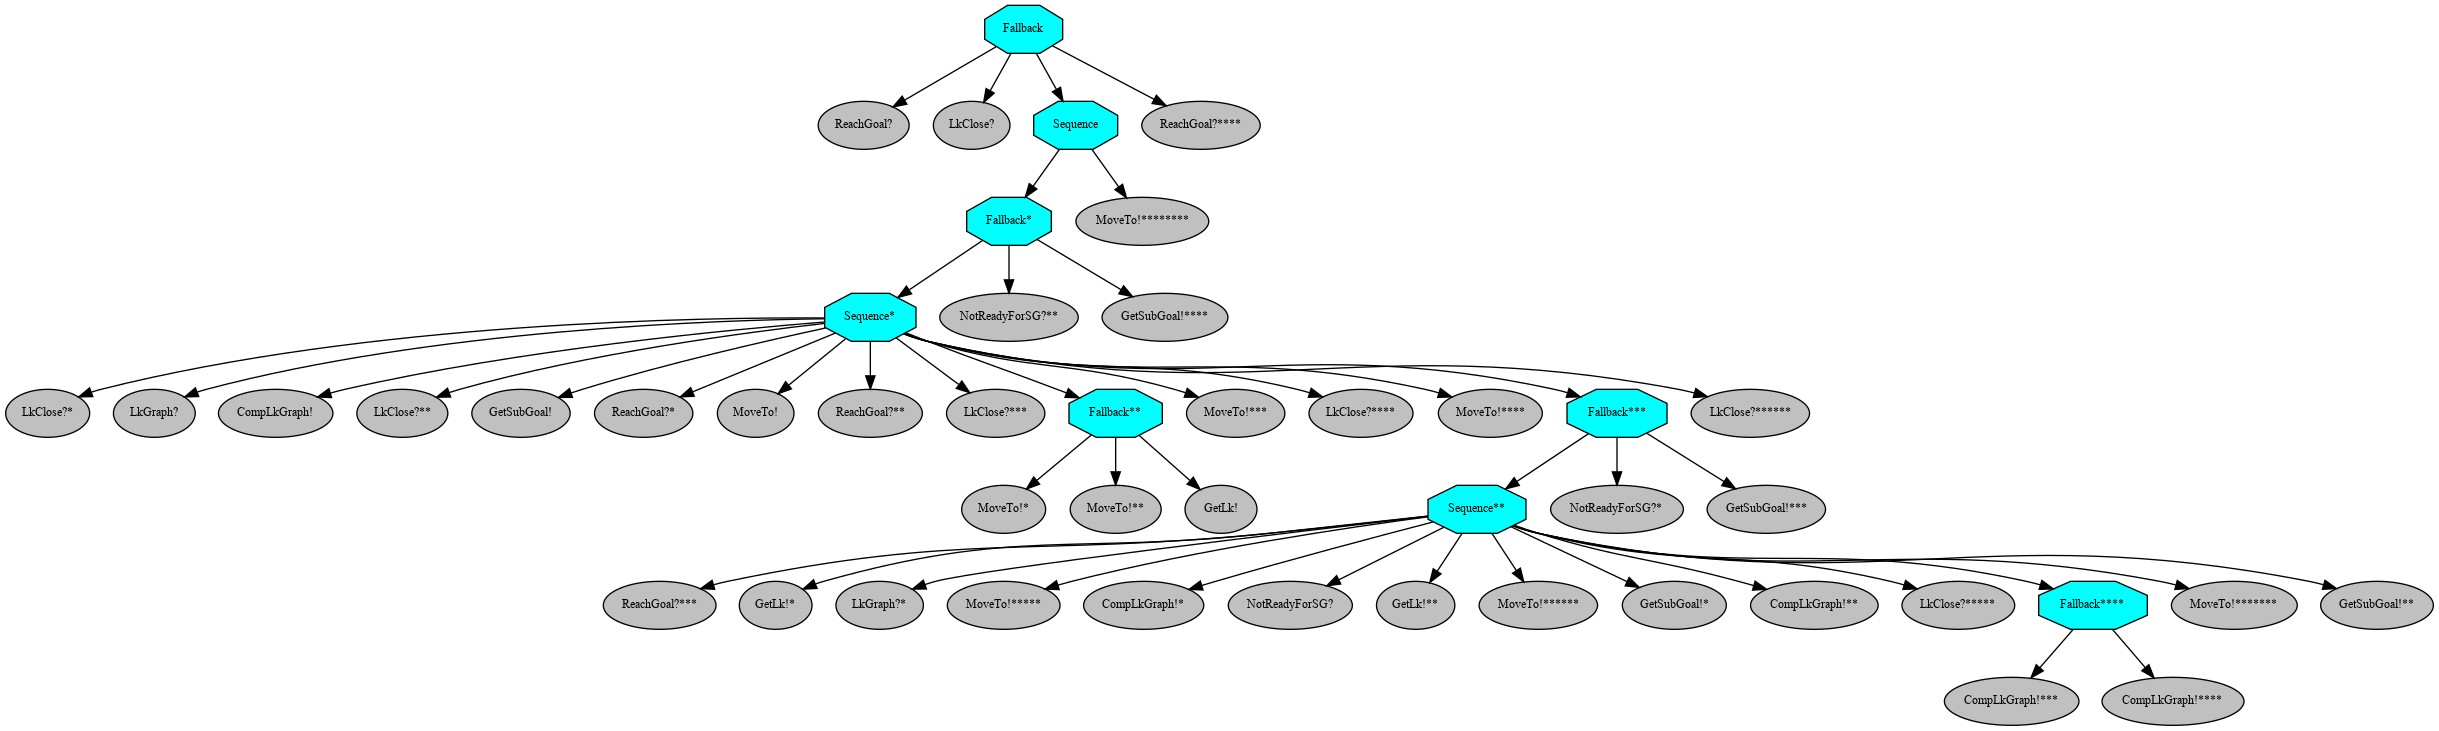 Fallback
ReachGoal?
LkClose?
Sequence
ReachGoal?****
Fallback*
MoveTo!********
Sequence*
NotReadyForSG?**
GetSubGoal!****
LkClose?*
LkGraph?
CompLkGraph!
LkClose?**
GetSubGoal!
ReachGoal?*
MoveTo!
ReachGoal?**
LkClose?***
Fallback**
MoveTo!***
LkClose?****
MoveTo!****
Fallback***
LkClose?******
MoveTo!*
MoveTo!**
GetLk!
Sequence**
NotReadyForSG?*
GetSubGoal!***
ReachGoal?***
GetLk!*
LkGraph?*
MoveTo!*****
CompLkGraph!*
NotReadyForSG?
GetLk!**
MoveTo!******
GetSubGoal!*
CompLkGraph!**
LkClose?*****
Fallback****
MoveTo!*******
GetSubGoal!**
CompLkGraph!***
CompLkGraph!****